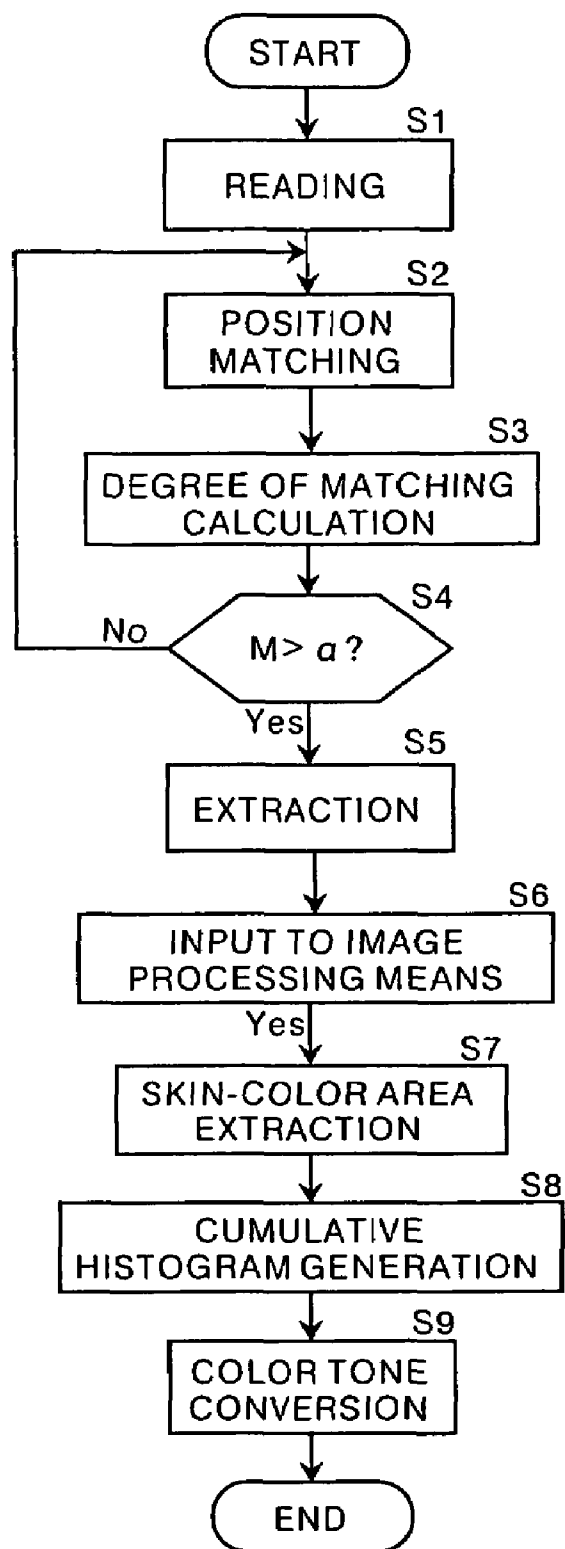 START
S1
READING
S2
POSITION
MATCHING
S3
DEGREE OF MATCHING
CALCULATION
S4
No
M> a?
Yes
S5
EXTRACTION
S6
INPUT TO IMAGE
PROCESSING MEANS
Yes
S7
SKIN-COLOR AREA
EXTRACTION
S8
CUMULATIVE
HISTOGRAM GENERATION
S9
COLOR TONE
CONVERSION
END